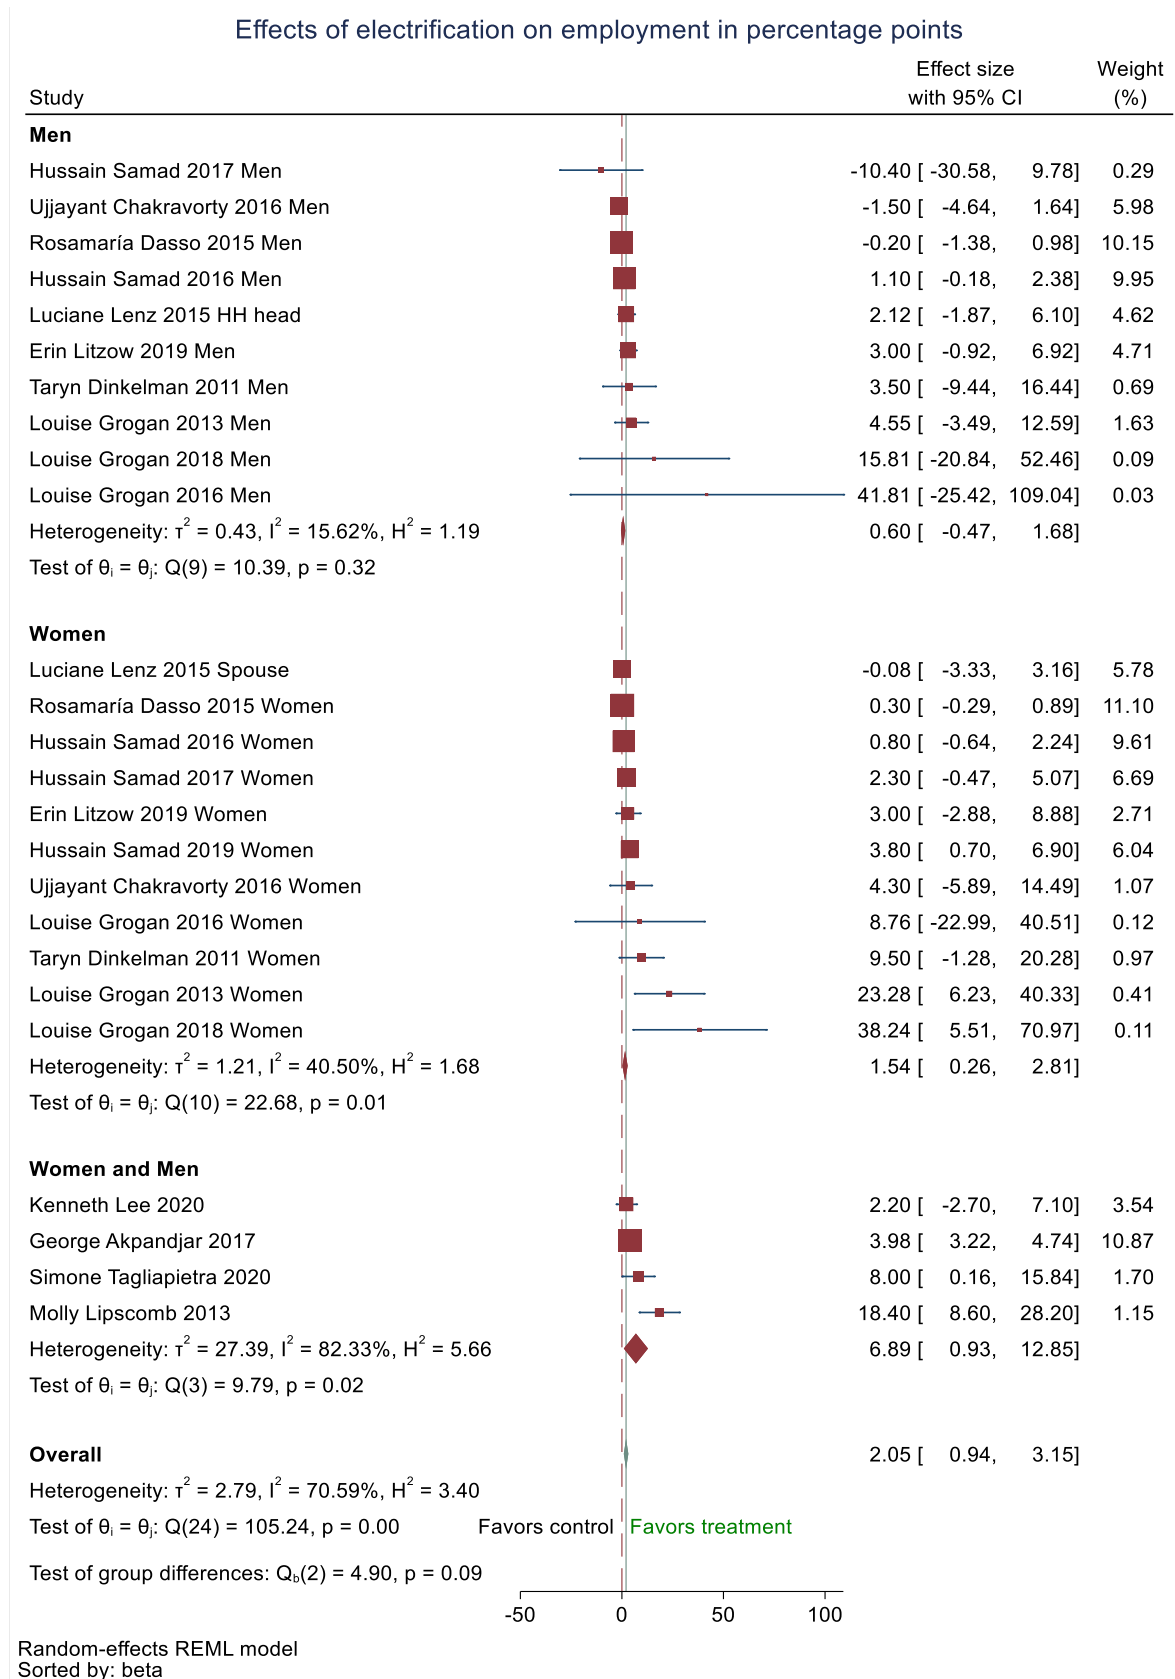 Effects of electrification on employment in percentage points
Effect size Weight
Study with 95% CI (%)
Men
Hussain Samad 2017 Men -10.40 [ -30.58, 9.78] 0.29
Ujjayant Chakravorty 2016 Men -1.50 [ -4.64, 1.64] 5.98
Rosamaría Dasso 2015 Men -0.20 [ -1.38, 0.98] 10.15
Hussain Samad 2016 Men 1.10 [ -0.18, 2.38] 9.95
Luciane Lenz 2015 HH head 2.12 [ -1.87, 6.10] 4.62
Erin Litzow 2019 Men 3.00 [ -0.92, 6.92] 4.71
Taryn Dinkelman 2011 Men 3.50 [ -9.44, 16.44] 0.69
Louise Grogan 2013 Men 4.55 [ -3.49, 12.59] 1.63
Louise Grogan 2018 Men 15.81 [ -20.84, 52.46] 0.09
Louise Grogan 2016 Men 41.81 [ -25.42, 109.04] 0.03
Heterogeneity: τ² = 0.43, I² = 15.62%, H² = 1.19 0.60 [ -0.47, 1.68]
Test of θᵢ = θⱼ: Q(9) = 10.39, p = 0.32
Women
Luciane Lenz 2015 Spouse -0.08 [ -3.33, 3.16] 5.78
Rosamaría Dasso 2015 Women 0.30 [ -0.29, 0.89] 11.10
Hussain Samad 2016 Women 0.80 [ -0.64, 2.24] 9.61
Hussain Samad 2017 Women 2.30 [ -0.47, 5.07] 6.69
Erin Litzow 2019 Women 3.00 [ -2.88, 8.88] 2.71
Hussain Samad 2019 Women 3.80 [ 0.70, 6.90] 6.04
Ujjayant Chakravorty 2016 Women 4.30 [ -5.89, 14.49] 1.07
Louise Grogan 2016 Women 8.76 [ -22.99, 40.51] 0.12
Taryn Dinkelman 2011 Women 9.50 [ -1.28, 20.28] 0.97
Louise Grogan 2013 Women 23.28 [ 6.23, 40.33] 0.41
Louise Grogan 2018 Women 38.24 [ 5.51, 70.97] 0.11
Heterogeneity: τ² = 1.21, I² = 40.50%, H² = 1.68 1.54 [ 0.26, 2.81]
Test of θᵢ = θⱼ: Q(10) = 22.68, p = 0.01
Women and Men
Kenneth Lee 2020 2.20 [ -2.70, 7.10] 3.54
George Akpandjar 2017 3.98 [ 3.22, 4.74] 10.87
Simone Tagliapietra 2020 8.00 [ 0.16, 15.84] 1.70
Molly Lipscomb 2013 18.40 [ 8.60, 28.20] 1.15
Heterogeneity: τ² = 27.39, I² = 82.33%, H² = 5.66 6.89 [ 0.93, 12.85]
Test of θᵢ = θⱼ: Q(3) = 9.79, p = 0.02
Overall 2.05 [ 0.94, 3.15]
Heterogeneity: τ² = 2.79, I² = 70.59%, H² = 3.40
Test of θᵢ = θⱼ: Q(24) = 105.24, p = 0.00 Favors control Favors treatment
Test of group differences: Q_b(2) = 4.90, p = 0.09
-50 0 50 100
Random-effects REML model
Sorted by: beta